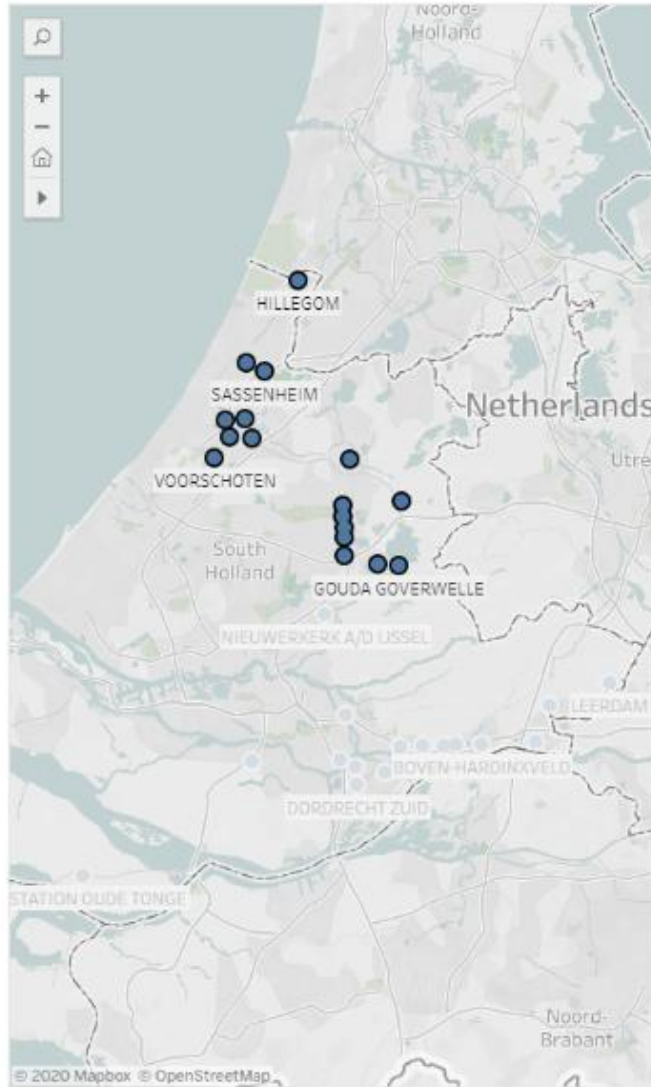 Noord-
Holland
HILLEGOM
SASSENHEIM
Netherlands
VOORSCHOTEN
Utre
South
Holland
GOUDA GOVERWELLE
NIEUWERKERK A/D IJSSEL
LEERDAM
BOVEN-HARDINXVELD
DORDRECHT ZUID
STATION OUDE TONGE
Noord-
Brabant
© 2020 Mapbox © OpenStreetMap